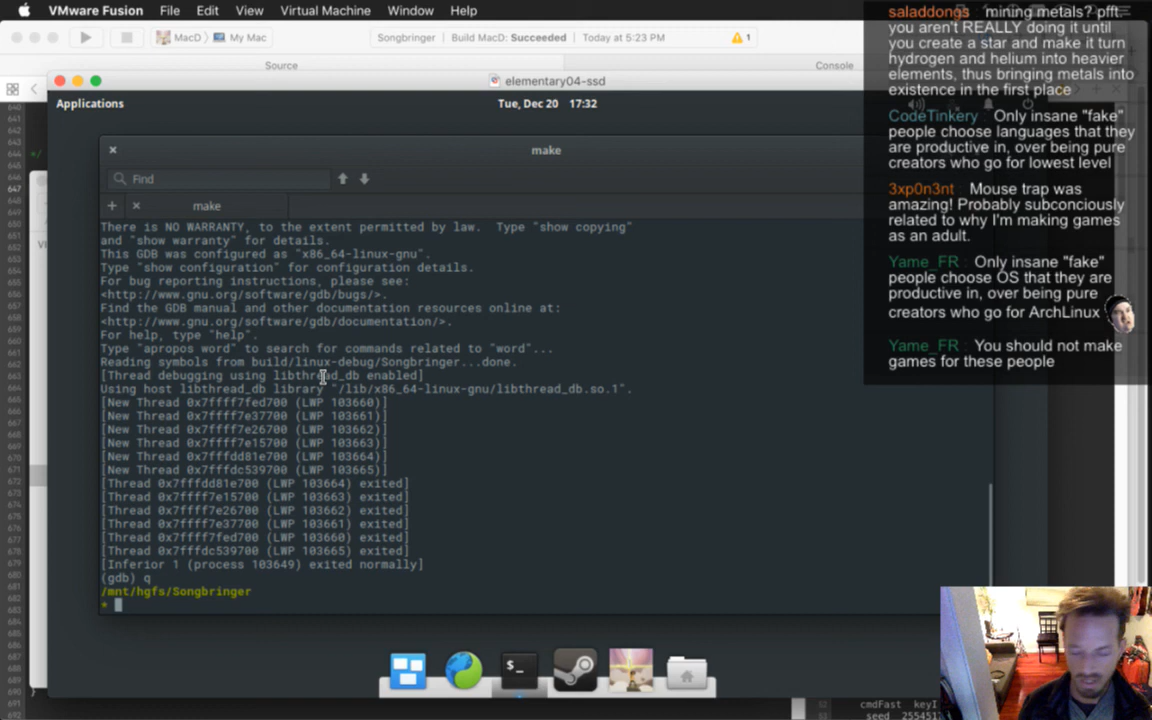 VMware Fusion File Edit View Virtual Machine Window Help
MacD My Mac
Songbringer | Build MacD: Succeeded | Today at 5:23 PM
1
Source
Console
elementary04-ssd
Applications
Tue, Dec 20 17:32
make
Find
make
There is NO WARRANTY, to the extent permitted by law. Type "show copying"
and "show warranty" for details.
This GDB was configured as "x86_64-linux-gnu".
Type "show configuration" for configuration details.
For bug reporting instructions, please see:
<http://www.gnu.org/software/gdb/bugs/>.
Find the GDB manual and other documentation resources online at:
<http://www.gnu.org/software/gdb/documentation/>.
For help, type "help".
Type "apropos word" to search for commands related to "word"...
Reading symbols from build/linux-debug/Songbringer...done.
[Thread debugging using libthread_db enabled]
Using host libthread_db library "/lib/x86_64-linux-gnu/libthread_db.so.1".
[New Thread 0x7ffff7fed700 (LWP 103660)]
[New Thread 0x7ffff7e37700 (LWP 103661)]
[New Thread 0x7ffff7e26700 (LWP 103662)]
[New Thread 0x7ffff7e15700 (LWP 103663)]
[New Thread 0x7fffdd81e700 (LWP 103664)]
[New Thread 0x7fffdc539700 (LWP 103665)]
[Thread 0x7fffdd81e700 (LWP 103664) exited]
[Thread 0x7ffff7e15700 (LWP 103663) exited]
[Thread 0x7ffff7e26700 (LWP 103662) exited]
[Thread 0x7ffff7e37700 (LWP 103661) exited]
[Thread 0x7ffff7fed700 (LWP 103660) exited]
[Thread 0x7fffdc539700 (LWP 103665) exited]
[Inferior 1 (process 103649) exited normally]
(gdb) q
/mnt/hgfs/Songbringer
*
saladdongs : mining metals? pfft.
you aren't REALLY doing it until
you create a star and make it turn
hydrogen and helium into heavier
elements, thus bringing metals into
existence in the first place
CodeTinkery : Only insane "fake"
people choose languages that they
are productive in, over being pure
creators who go for lowest level
3xp0n3nt : Mouse trap was
amazing! Probably subconciously
related to why I'm making games
as an adult.
Yame_FR : Only insane "fake"
people choose OS that they are
productive in, over being pure
creators who go for ArchLinux
Yame_FR : You should not make
games for these people
cmdFast keyI
seed 255451